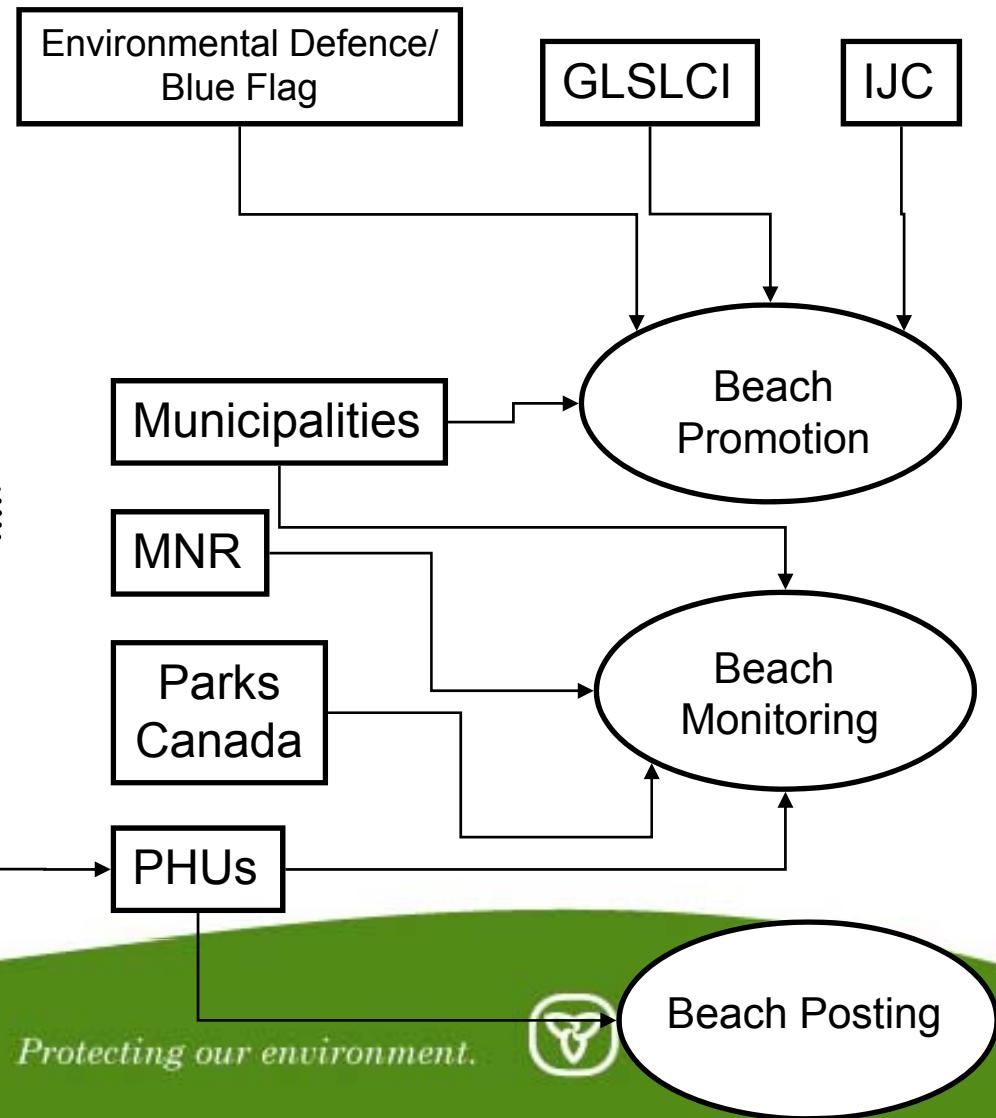 Environmental Defence/
Blue Flag
GLSLCI
IJC
Beach
Promotion
Municipalities
MNR
Beach
Monitoring
Parks
Canada
PHUs
Beach Posting
Protecting our environment.